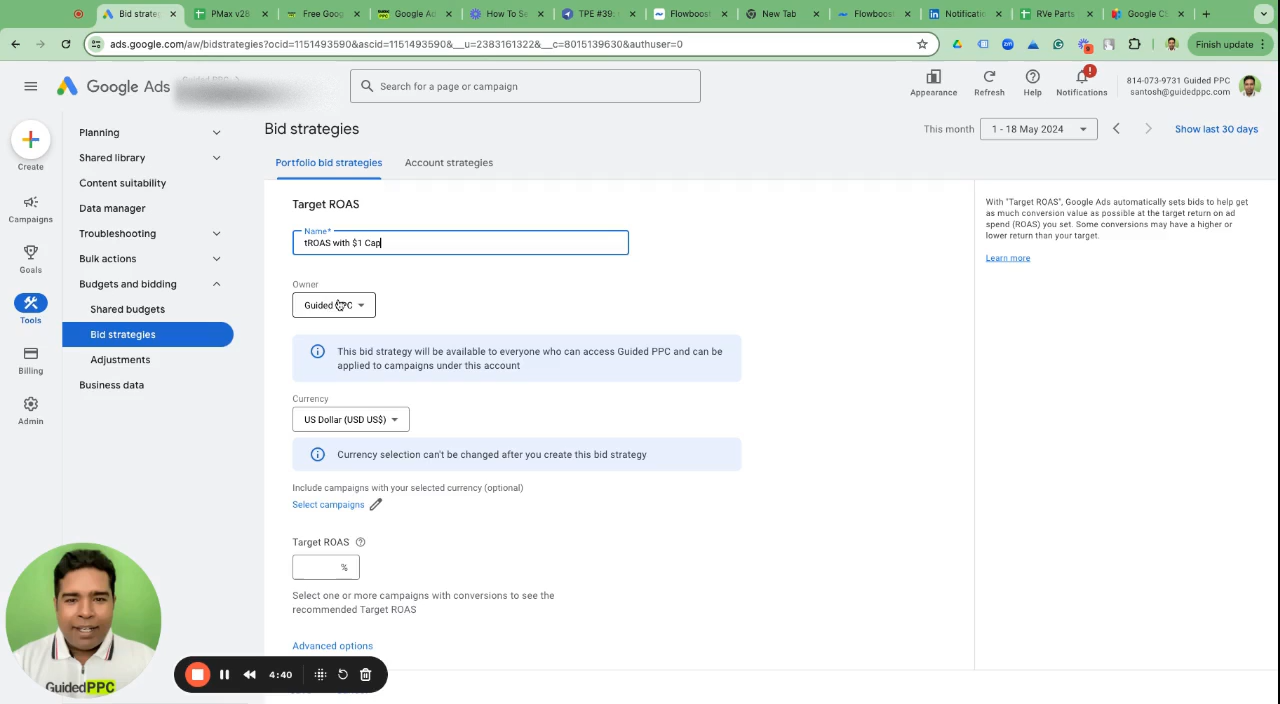 Bid strateg
PMax v28
Free Goog
Google Ad
How To Se
TPE #39:
Flowboost
New Tab
Flowboos
Notificatio
RVe Parts
Google CS
ads.google.com/aw/bidstrategies?ocid=1151493590&ascid=1151493590&__u=2383161322&__c=8015139630&authuser=0
Finish update
Google Ads
Guided PPC
Search for a page or campaign
Appearance
Refresh
Help
!
Notifications
814-073-9731 Guided PPC
santosh@guidedppc.com
Create
Campaigns
Goals
Tools
Billing
Admin
Planning
Shared library
Content suitability
Data manager
Troubleshooting
Bulk actions
Budgets and bidding
Shared budgets
Bid strategies
Adjustments
Business data
Bid strategies
This month
1 - 18 May 2024
Show last 30 days
Portfolio bid strategies
Account strategies
Target ROAS
Name*
tROAS with $1 Cap
Owner
Guided PPC
This bid strategy will be available to everyone who can access Guided PPC and can be
applied to campaigns under this account
Currency
US Dollar (USD US$)
Currency selection can't be changed after you create this bid strategy
Include campaigns with your selected currency (optional)
Select campaigns
Target ROAS
%
Select one or more campaigns with conversions to see the
recommended Target ROAS
Advanced options
With "Target ROAS", Google Ads automatically sets bids to help get
as much conversion value as possible at the target return on ad
spend (ROAS) you set. Some conversions may have a higher or
lower return than your target.
Learn more
GuidedPPC
4:40